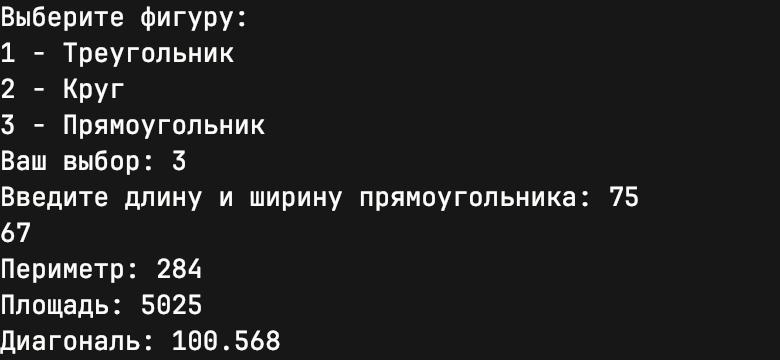 Выберите фигуру:
1 - Треугольник
2 - Круг
3 - Прямоугольник
Ваш выбор: 3
Введите длину и ширину прямоугольника: 75
67
Периметр: 284
Площадь: 5025
Диагональ: 100.568